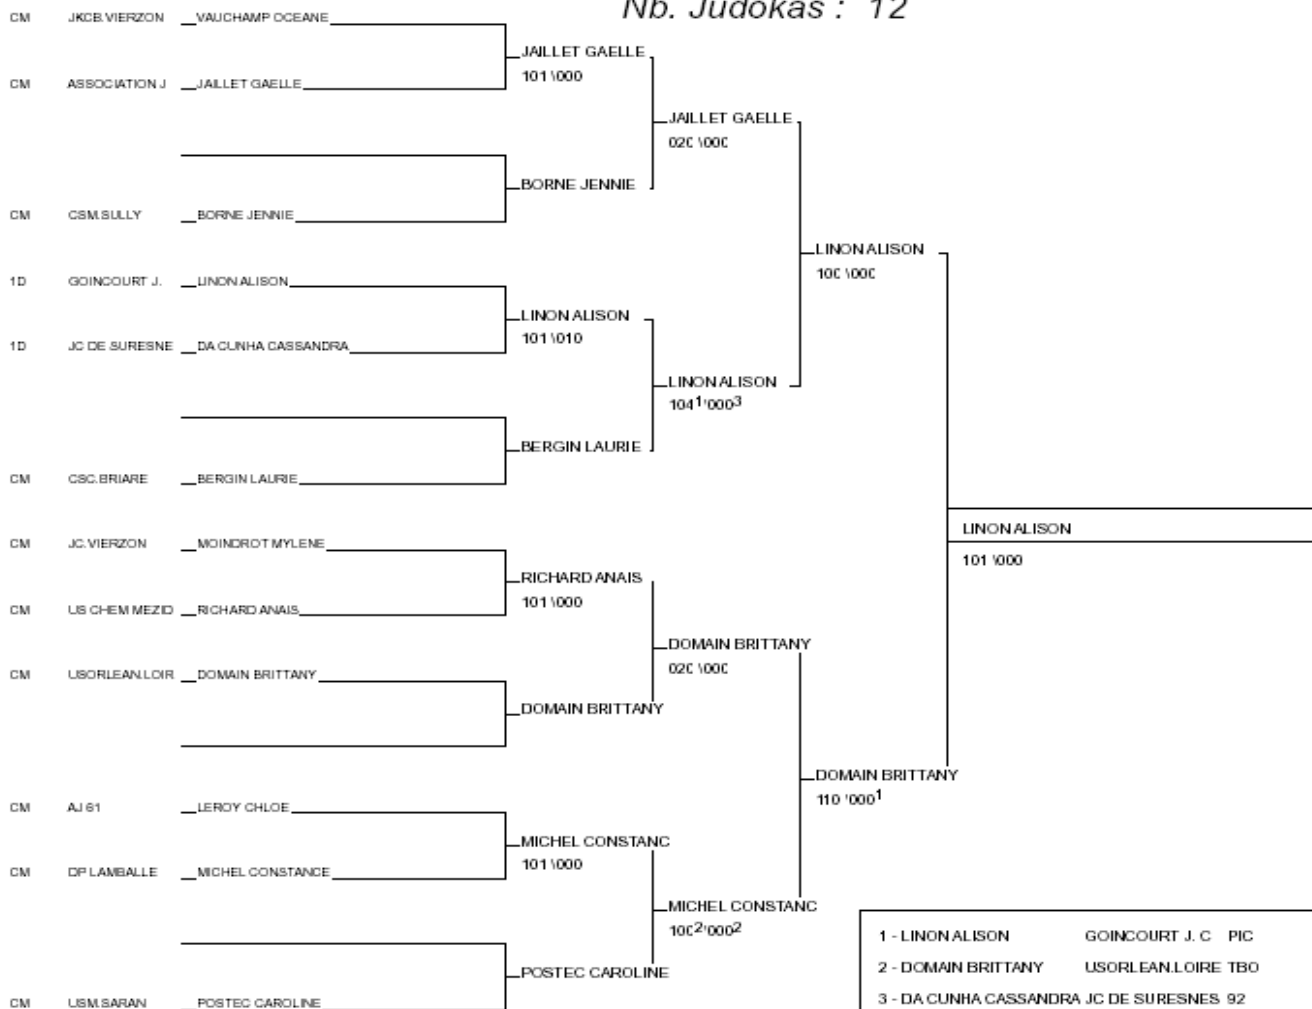 Nb. Judokas : 12
CM JKCB.VIERZON VAUCHAMP OCEANE
JAILLET GAELLE
101\000
CM ASSOCIATION J JAILLET GAELLE
JAILLET GAELLE
020\000
BORNE JENNIE
CM CSM.SULLY BORNE JENNIE
LINON ALISON
100\000
1D GOINCOURT J. LINON ALISON
LINON ALISON
101\010
1D JC DE SURESNE DA CUNHA CASSANDRA
LINON ALISON
104¹'000³
BERGIN LAURIE
CM CSC.BRIARE BERGIN LAURIE
LINON ALISON
101\000
CM JC.VIERZON MOINDROT MYLENE
RICHARD ANAIS
101\000
CM US CHEM MEZID RICHARD ANAIS
DOMAIN BRITTANY
020\000
CM USORLEAN.LOIR DOMAIN BRITTANY
DOMAIN BRITTANY
DOMAIN BRITTANY
110'000¹
CM AJ 61 LEROY CHLOE
MICHEL CONSTANC
101\000
CM DP LAMBALLE MICHEL CONSTANCE
MICHEL CONSTANC
100²'000²
POSTEC CAROLINE
CM USM.SARAN POSTEC CAROLINE
1 - LINON ALISON GOINCOURT J. C PIC
2 - DOMAIN BRITTANY USORLEAN.LOIRE TBO
3 - DA CUNHA CASSANDRA JC DE SURESNES 92